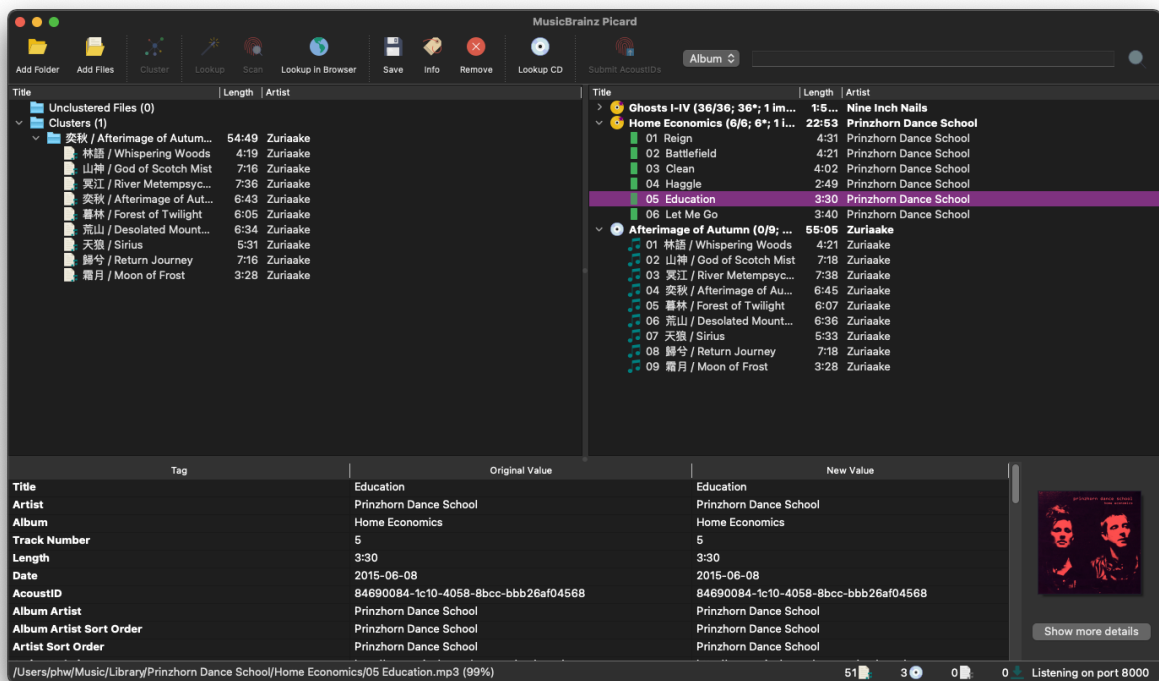 MusicBrainz Picard
Add Folder Add Files Cluster Lookup Scan Lookup in Browser Save Info Remove Lookup CD Submit AcoustIDs Album
Title Length Artist
Unclustered Files (0)
Clusters (1)
奕秋 / Afterimage of Autum... 54:49 Zuriaake
林語 / Whispering Woods 4:19 Zuriaake
山神 / God of Scotch Mist 7:16 Zuriaake
冥江 / River Metempsyc... 7:36 Zuriaake
奕秋 / Afterimage of Aut... 6:43 Zuriaake
暮林 / Forest of Twilight 6:05 Zuriaake
荒山 / Desolated Mount... 6:34 Zuriaake
天狼 / Sirius 5:31 Zuriaake
歸兮 / Return Journey 7:16 Zuriaake
霜月 / Moon of Frost 3:28 Zuriaake
Title Length Artist
Ghosts I-IV (36/36; 36*; 1 im... 1:5... Nine Inch Nails
Home Economics (6/6; 6*; 1 i... 22:53 Prinzhorn Dance School
01 Reign 4:31 Prinzhorn Dance School
02 Battlefield 4:21 Prinzhorn Dance School
03 Clean 4:02 Prinzhorn Dance School
04 Haggle 2:49 Prinzhorn Dance School
05 Education 3:30 Prinzhorn Dance School
06 Let Me Go 3:40 Prinzhorn Dance School
Afterimage of Autumn (0/9; ... 55:05 Zuriaake
01 林語 / Whispering Woods 4:21 Zuriaake
02 山神 / God of Scotch Mist 7:18 Zuriaake
03 冥江 / River Metempsyc... 7:38 Zuriaake
04 奕秋 / Afterimage of Au... 6:45 Zuriaake
05 暮林 / Forest of Twilight 6:07 Zuriaake
06 荒山 / Desolated Mount... 6:36 Zuriaake
07 天狼 / Sirius 5:33 Zuriaake
08 歸兮 / Return Journey 7:18 Zuriaake
09 霜月 / Moon of Frost 3:28 Zuriaake
Tag Original Value New Value
Title Education Education
Artist Prinzhorn Dance School Prinzhorn Dance School
Album Home Economics Home Economics
Track Number 5 5
Length 3:30 3:30
Date 2015-06-08 2015-06-08
AcoustID 84690084-1c10-4058-8bcc-bbb26af04568 84690084-1c10-4058-8bcc-bbb26af04568
Album Artist Prinzhorn Dance School Prinzhorn Dance School
Album Artist Sort Order Prinzhorn Dance School Prinzhorn Dance School
Artist Sort Order Prinzhorn Dance School Prinzhorn Dance School
prinzhorn dance school
home economics
Show more details
/Users/phw/Music/Library/Prinzhorn Dance School/Home Economics/05 Education.mp3 (99%) 51 3 0 0 Listening on port 8000